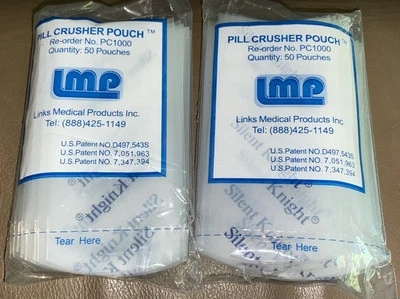 PILL CRUSHER POUCH™
Re-order No. PC1000
Quantity: 50 Pouches
LMP
Links Medical Products Inc.
Tel: (888)425-1149
U.S.Patent NO.D497,543S
U.S.Patent NO. 7,051,963
U.S.Patent NO. 7,347,394
Silent Knight®
Tear Here
PILL CRUSHER POUCH™
Re-order No. PC1000
Quantity: 50 Pouches
LMP
Links Medical Products Inc.
Tel: (888)425-1149
U.S.Patent NO.D497,543S
U.S.Patent NO. 7,051,963
U.S.Patent NO. 7,347,394
Silent Knight®
Tear Here